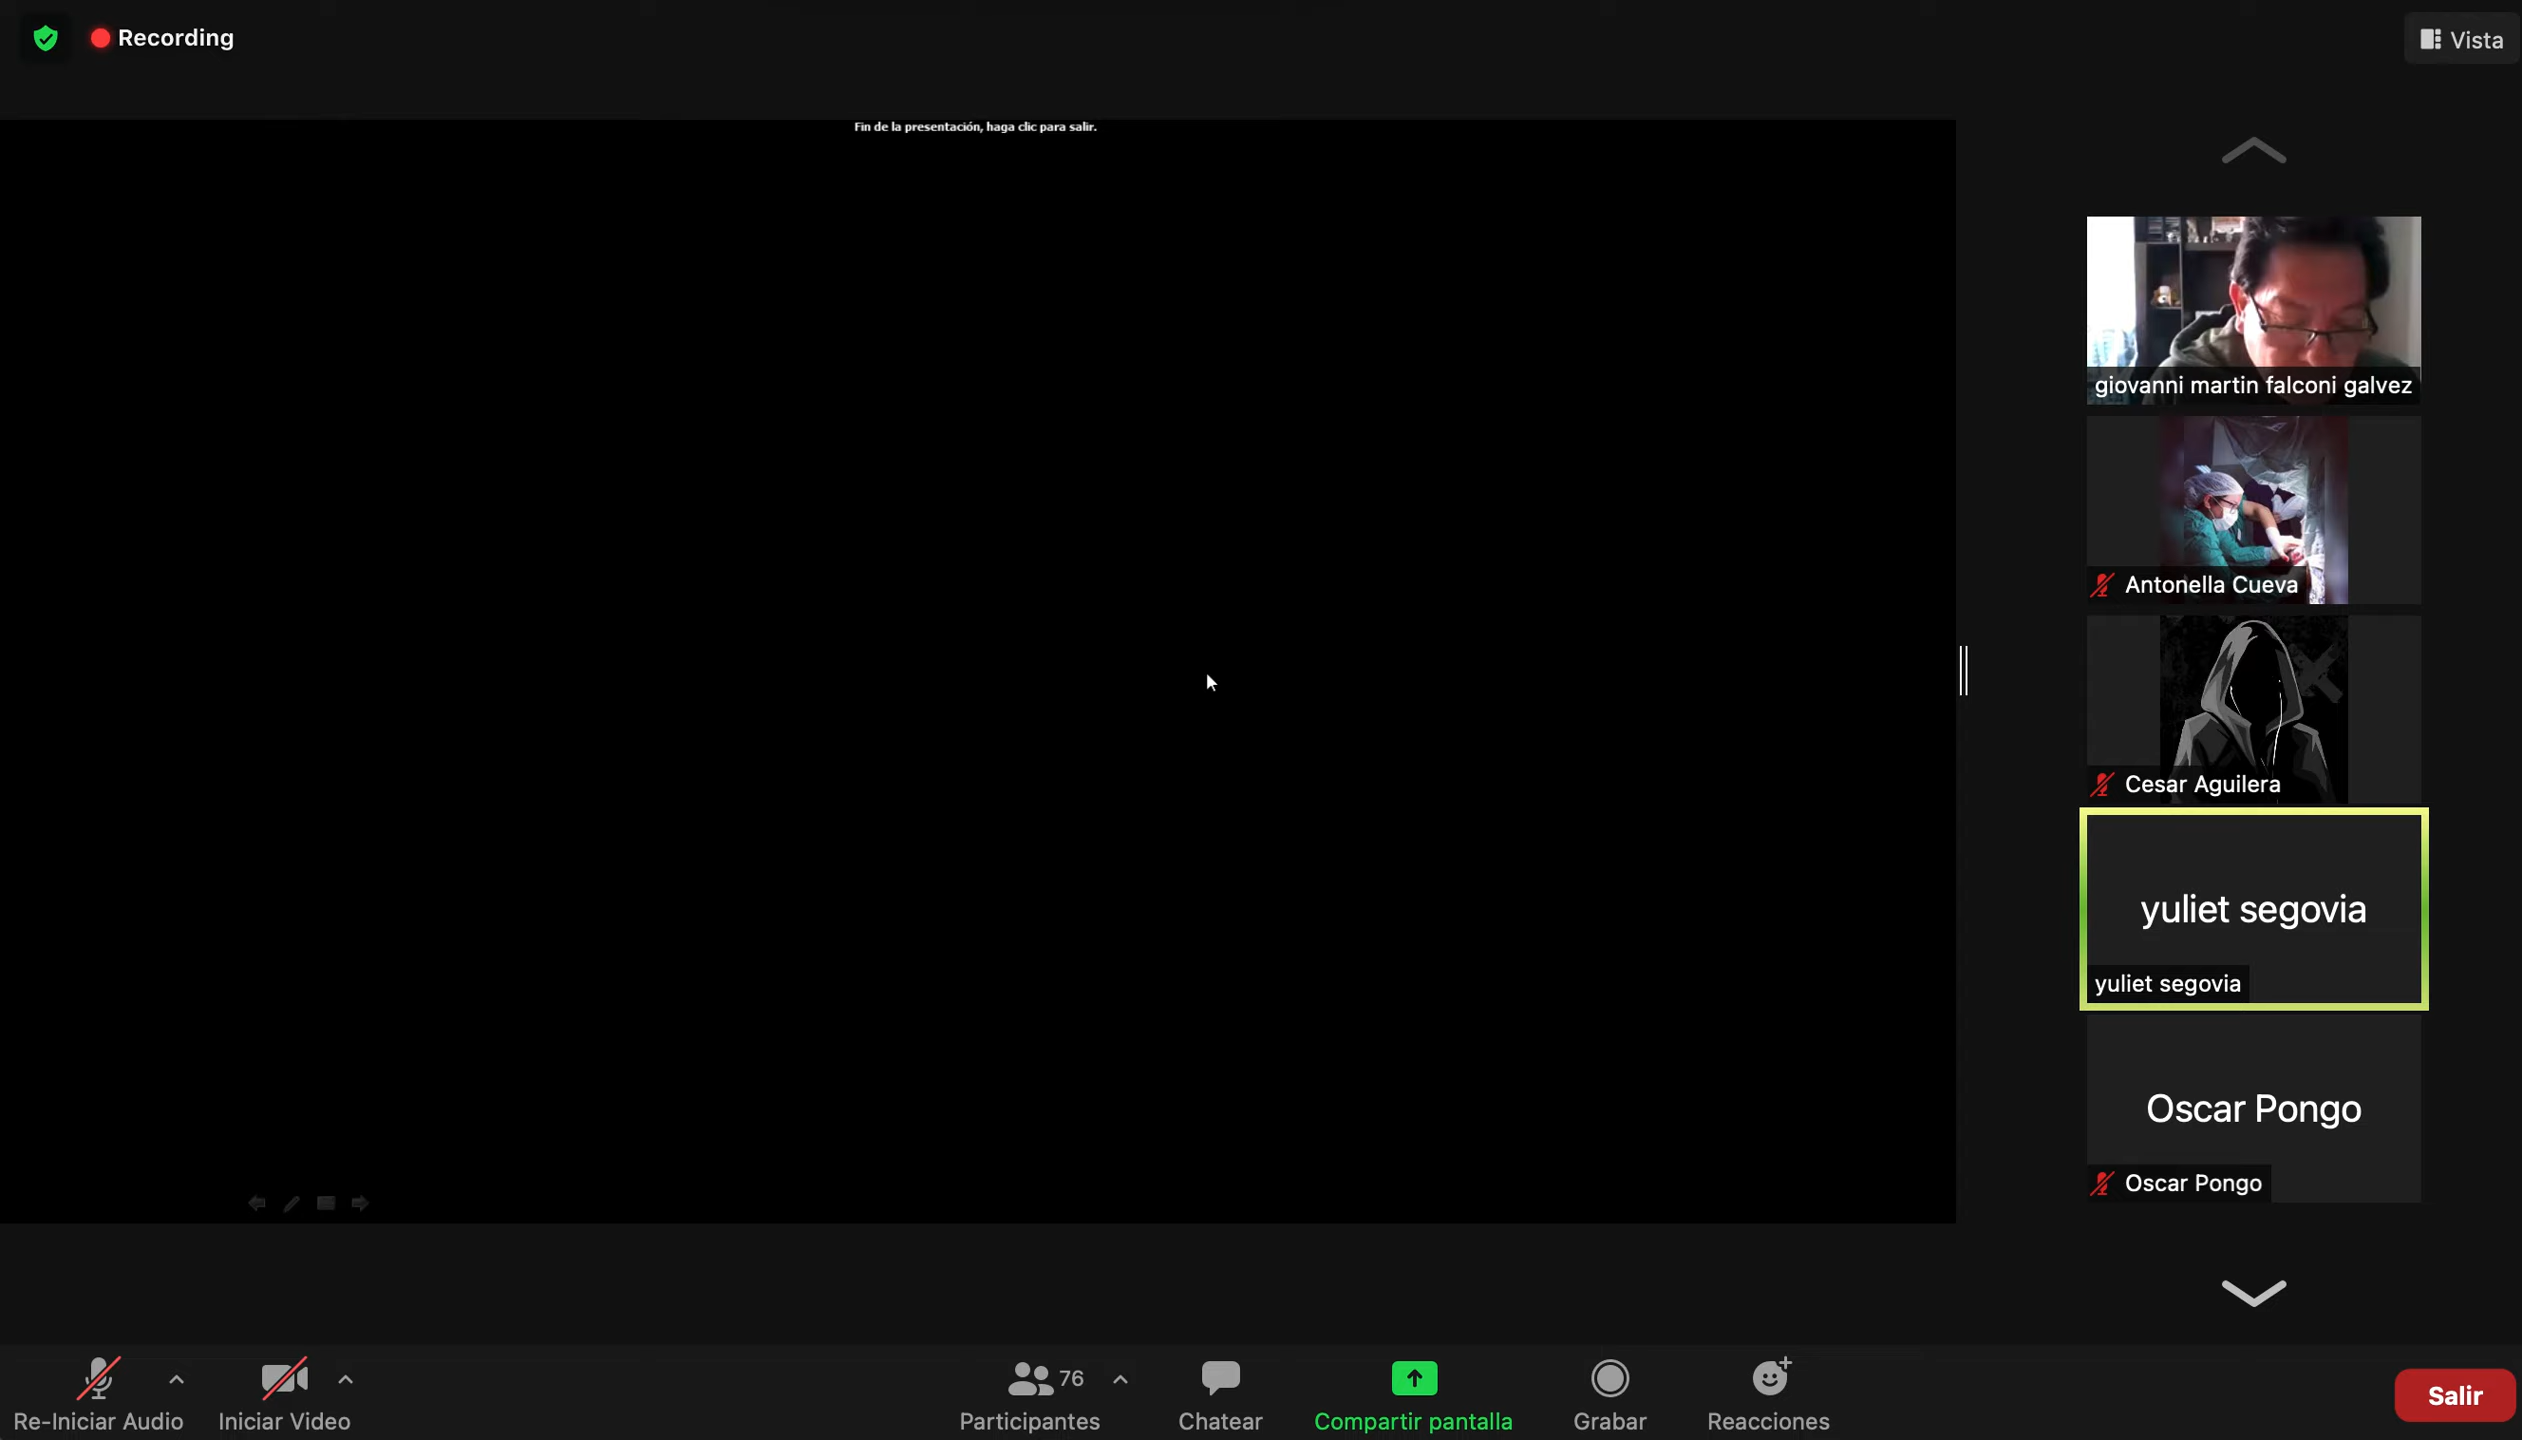 Recording
Vista
Fin de la presentación, haga clic para salir.
giovanni martin falconi galvez
Antonella Cueva
Cesar Aguilera
yuliet segovia
yuliet segovia
Oscar Pongo
Oscar Pongo
76
Re-Iniciar Audio
Iniciar Video
Participantes
Chatear
Compartir pantalla
Grabar
Reacciones
Salir